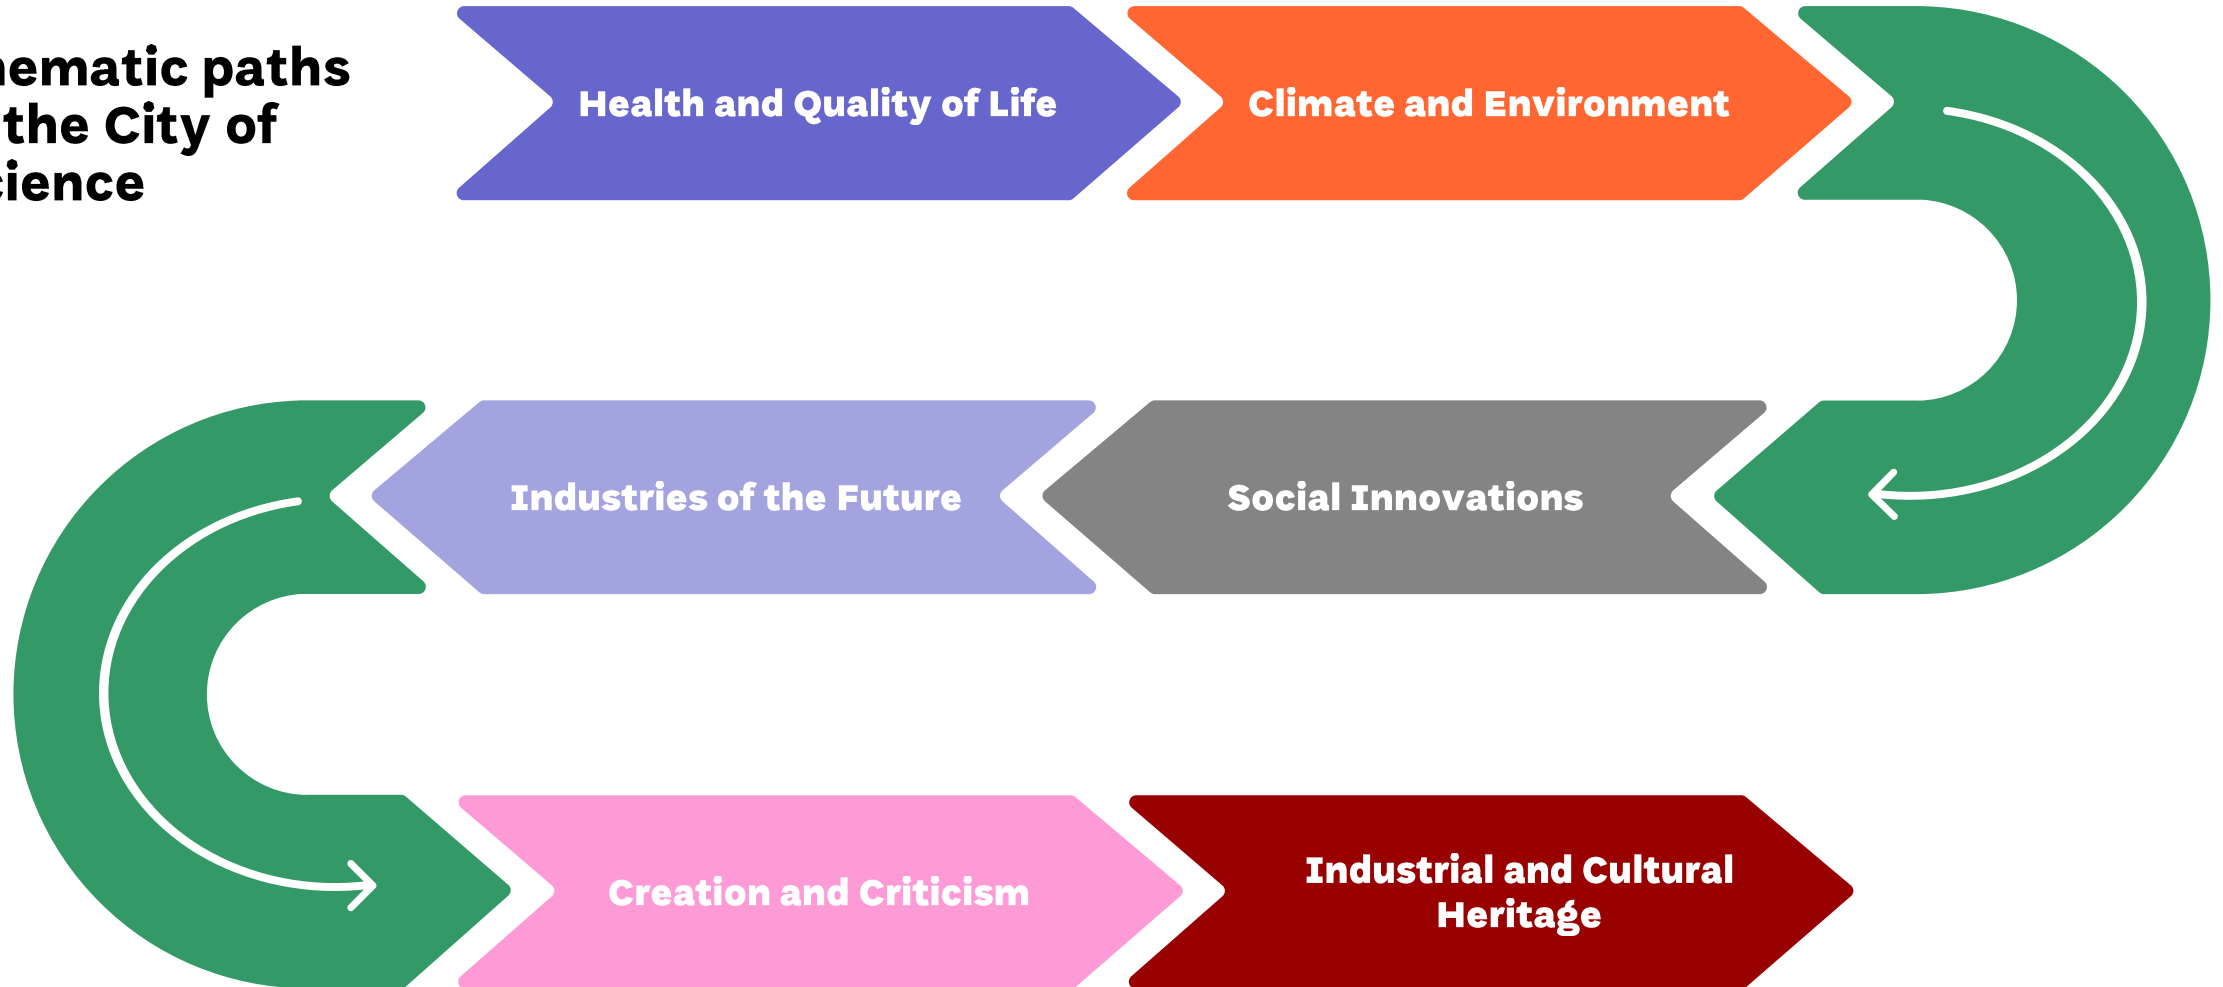 hematic paths
the City of
cience
Health and Quality of Life
Climate and Environment
Social Innovations
Industries of the Future
Creation and Criticism
Industrial and Cultural
Heritage